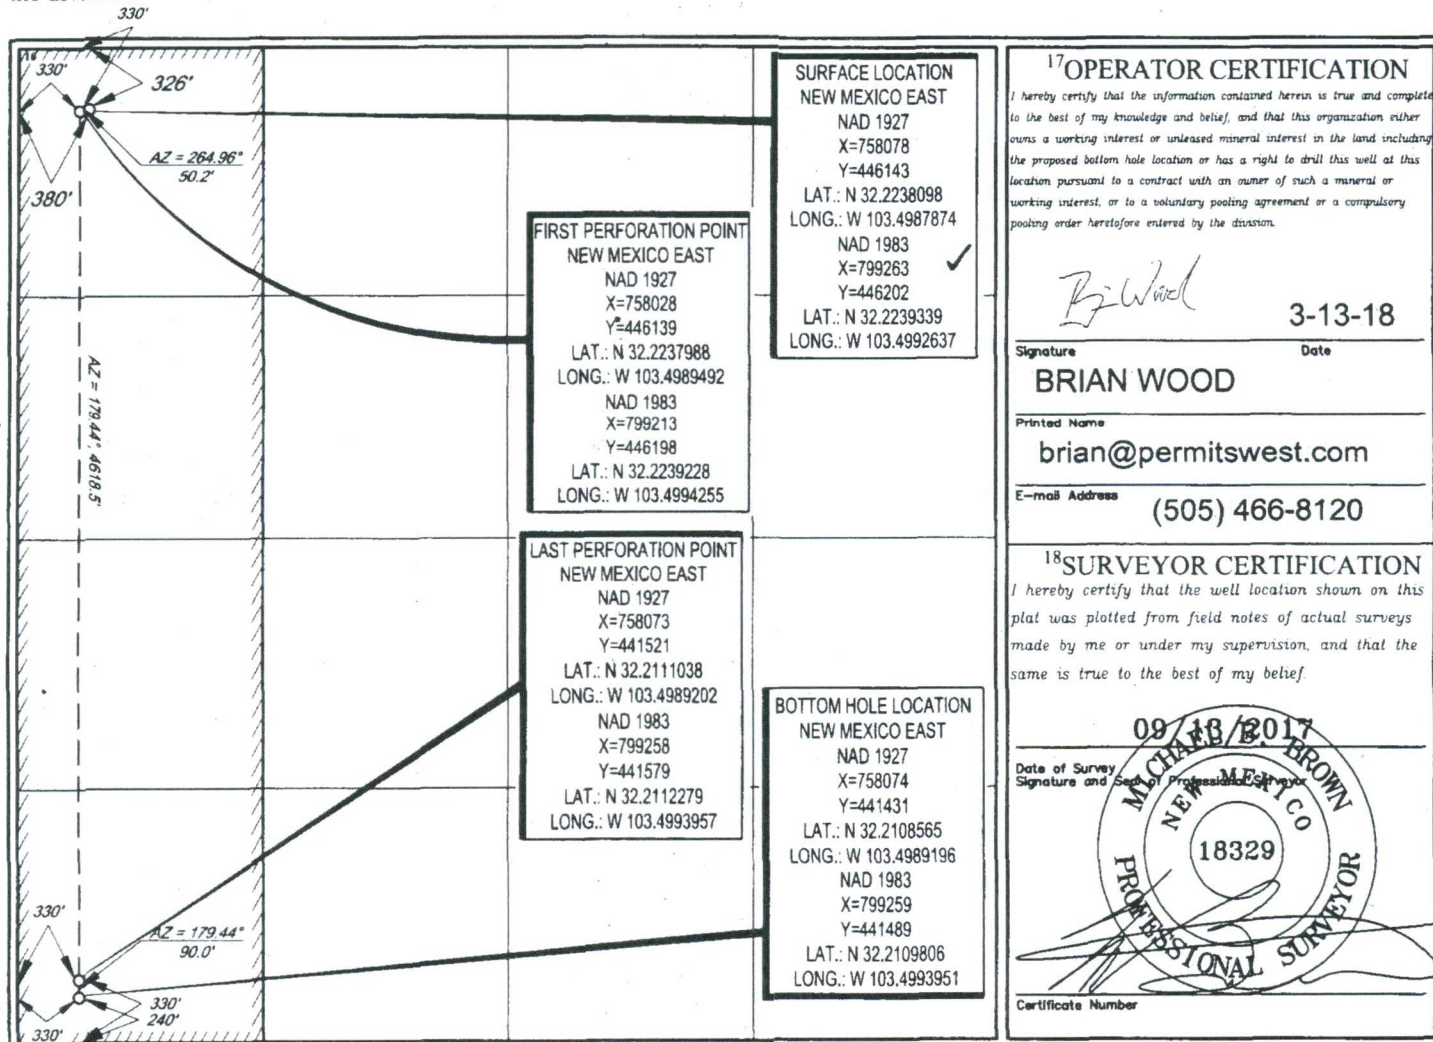 330'
330'
326'
AZ = 264.96°
50.2'
380'
AZ = 179.44°, 4618.5'
330'
AZ = 179.44°
90.0'
330'
240'
330'
SURFACE LOCATION
NEW MEXICO EAST
NAD 1927
X=758078
Y=446143
LAT.: N 32.2238098
LONG.: W 103.4987874
NAD 1983
X=799263
Y=446202
LAT.: N 32.2239339
LONG.: W 103.4992637
FIRST PERFORATION POINT
NEW MEXICO EAST
NAD 1927
X=758028
Y=446139
LAT.: N 32.2237988
LONG.: W 103.4989492
NAD 1983
X=799213
Y=446198
LAT.: N 32.2239228
LONG.: W 103.4994255
LAST PERFORATION POINT
NEW MEXICO EAST
NAD 1927
X=758073
Y=441521
LAT.: N 32.2111038
LONG.: W 103.4989202
NAD 1983
X=799258
Y=441579
LAT.: N 32.2112279
LONG.: W 103.4993957
BOTTOM HOLE LOCATION
NEW MEXICO EAST
NAD 1927
X=758074
Y=441431
LAT.: N 32.2108565
LONG.: W 103.4989196
NAD 1983
X=799259
Y=441489
LAT.: N 32.2109806
LONG.: W 103.4993951
17 OPERATOR CERTIFICATION
I hereby certify that the information contained herein is true and complete
to the best of my knowledge and belief, and that this organization either
owns a working interest or unleased mineral interest in the land including
the proposed bottom hole location or has a right to drill this well at this
location pursuant to a contract with an owner of such a mineral or
working interest, or to a voluntary pooling agreement or a compulsory
pooling order heretofore entered by the division.
3-13-18
Signature Date
BRIAN WOOD
Printed Name
brian@permitswest.com
E-mail Address
(505) 466-8120
18 SURVEYOR CERTIFICATION
I hereby certify that the well location shown on this
plat was plotted from field notes of actual surveys
made by me or under my supervision, and that the
same is true to the best of my belief.
09/13/2017
Date of Survey
Signature and Seal of Professional Surveyor
MICHAEL E. BROWN
NEW MEXICO
18329
PROFESSIONAL SURVEYOR
Certificate Number